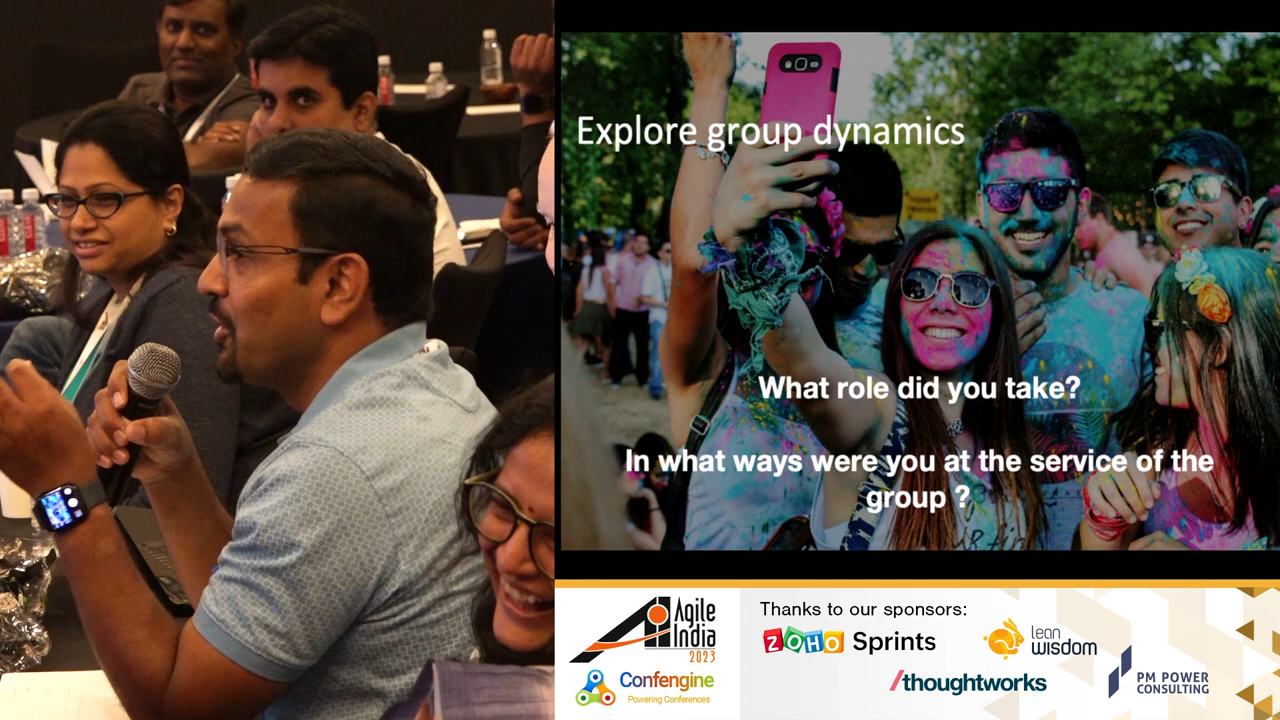 Explore group dynamics
What role did you take?
In what ways were you at the service of the
group ?
Agile
India
2023
Confengine
Powering Conferences
Thanks to our sponsors:
ZOHO Sprints
lean
wisdom
/thoughtworks
PM POWER
CONSULTING